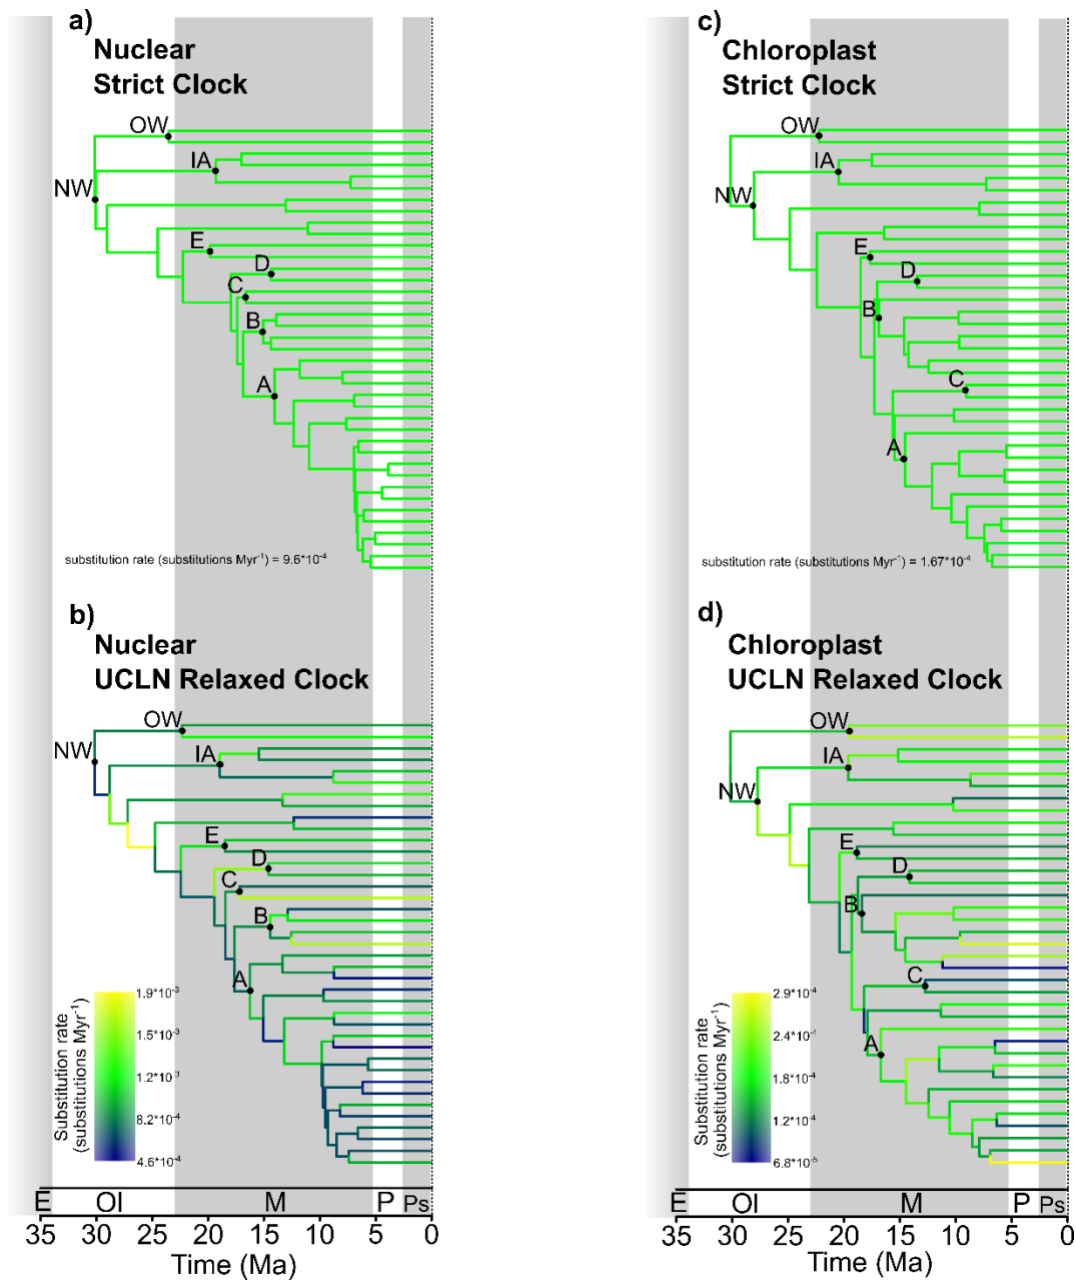 a)
Nuclear
Strict Clock
OW
IA
NW
E
D
C
B
A
substitution rate (substitutions Myr⁻¹) = 9.6*10⁻⁴
b)
Nuclear
UCLN Relaxed Clock
OW
NW
IA
E
D
C
B
A
Substitution rate
(substitutions Myr⁻¹)
1.9*10⁻³
1.5*10⁻³
1.2*10⁻³
8.2*10⁻⁴
4.6*10⁻⁴
E Ol M P Ps
35 30 25 20 15 10 5 0
Time (Ma)
c)
Chloroplast
Strict Clock
OW
IA
NW
E
D
B
C
A
substitution rate (substitutions Myr⁻¹) = 1.67*10⁻⁴
d)
Chloroplast
UCLN Relaxed Clock
OW
IA
NW
E
D
B
C
A
Substitution rate
(substitutions Myr⁻¹)
2.9*10⁻⁴
2.4*10⁻⁴
1.8*10⁻⁴
1.2*10⁻⁴
6.8*10⁻⁵
E Ol M P Ps
35 30 25 20 15 10 5 0
Time (Ma)